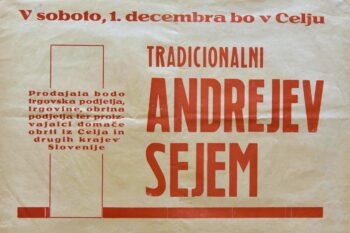 V soboto, 1. decembra bo v Celju
TRADICIONALNI
ANDREJEV
SEJEM
Prodajala bodo
trgovska podjetja,
trgovine, obrtna
podjetja ter proiz-
vajalci domače
obrti iz Celja in
drugih krajev
Slovenije